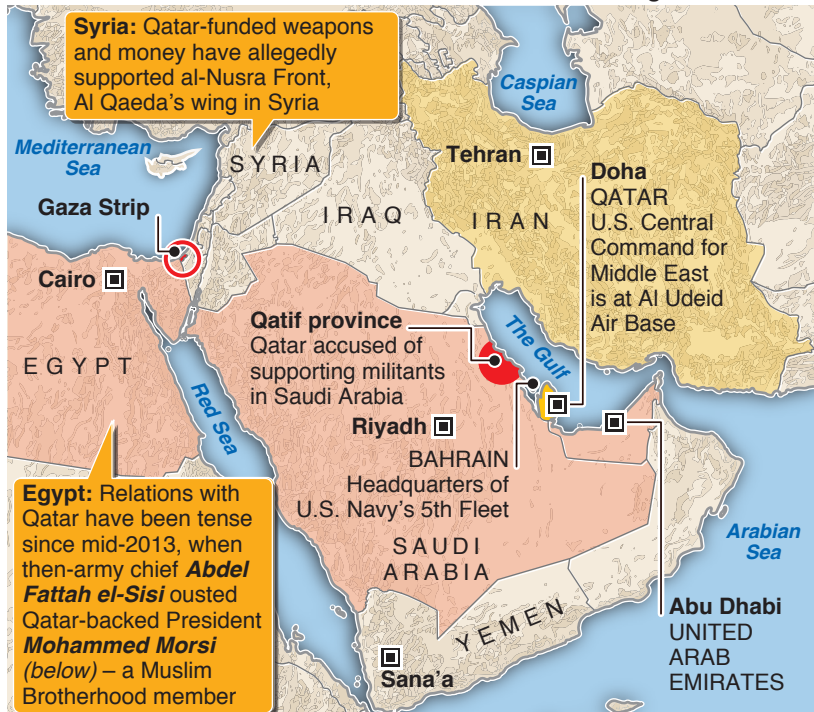 Syria: Qatar-funded weapons
and money have allegedly
supported al-Nusra Front,
Al Qaeda’s wing in Syria
Caspian
Sea
Mediterranean
Sea
SYRIA
Tehran
Doha
QATAR
U.S. Central
Command for
Middle East
is at Al Udeid
Air Base
Gaza Strip
IRAQ
IRAN
Cairo
Qatif province
Qatar accused of
supporting militants
in Saudi Arabia
The Gulf
EGYPT
Red Sea
Riyadh
BAHRAIN
Headquarters of
U.S. Navy’s 5th Fleet
Egypt: Relations with
Qatar have been tense
since mid-2013, when
then-army chief Abdel
Fattah el-Sisi ousted
Qatar-backed President
Mohammed Morsi
(below) – a Muslim
Brotherhood member
SAUDI
ARABIA
Arabian
Sea
YEMEN
Abu Dhabi
UNITED
ARAB
EMIRATES
Sana’a